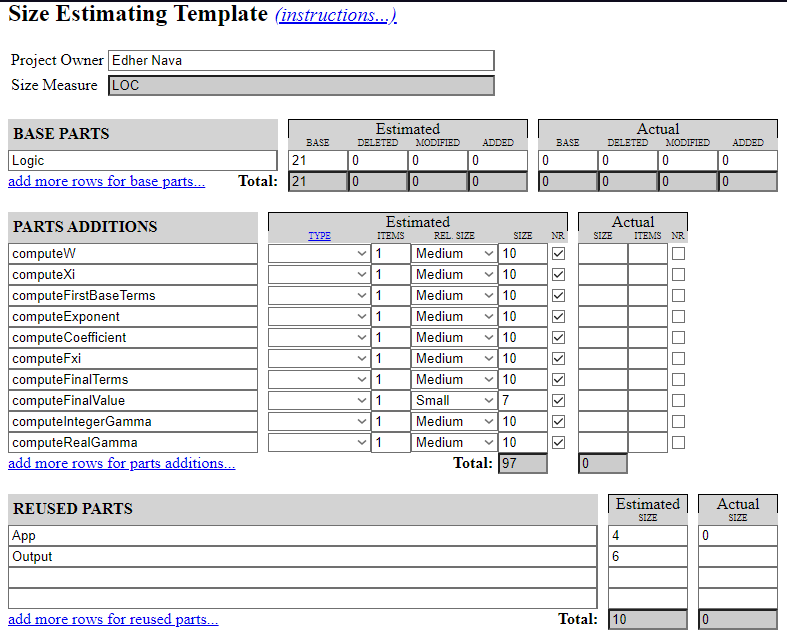 Size Estimating Template (instructions...)
Project Owner Edher Nava
Size Measure LOC
BASE PARTS Estimated Actual
BASE DELETED MODIFIED ADDED BASE DELETED MODIFIED ADDED
Logic 21 0 0 0 0 0 0 0
add more rows for base parts... Total: 21 0 0 0 0 0 0 0
PARTS ADDITIONS Estimated Actual
TYPE ITEMS REL. SIZE SIZE NR SIZE ITEMS NR
computeW 1 Medium 10
computeXi 1 Medium 10
computeFirstBaseTerms 1 Medium 10
computeExponent 1 Medium 10
computeCoefficient 1 Medium 10
computeFxi 1 Medium 10
computeFinalTerms 1 Medium 10
computeFinalValue 1 Small 7
computeIntegerGamma 1 Medium 10
computeRealGamma 1 Medium 10
add more rows for parts additions... Total: 97 0
REUSED PARTS Estimated Actual
SIZE SIZE
App 4 0
Output 6
add more rows for reused parts... Total: 10 0